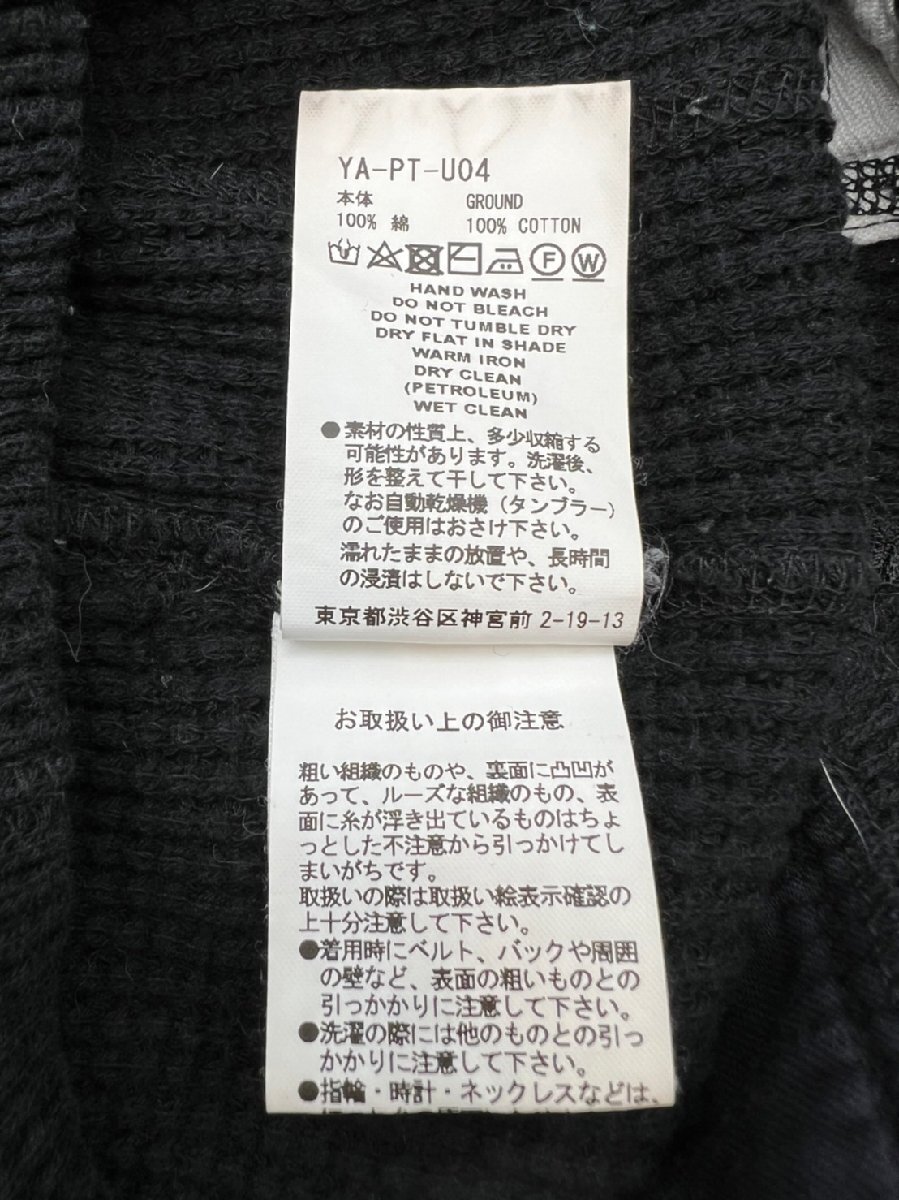 YA-PT-U04
本体 GROUND
100% 綿 100% COTTON
F W
HAND WASH
DO NOT BLEACH
DO NOT TUMBLE DRY
DRY FLAT IN SHADE
WARM IRON
DRY CLEAN
(PETROLEUM)
WET CLEAN
●素材の性質上、多少収縮する
可能性があります。洗濯後、
形を整えて干して下さい。
なお自動乾燥機(タンブラー)
のご使用はおさけ下さい。
濡れたままの放置や、長時間
の浸漬はしないで下さい。
東京都渋谷区神宮前 2-19-13
お取扱い上の御注意
粗い組織のものや、裏面に凸凹が
あって、ルーズな組織のもの、表
面に糸が浮き出ているものはちょ
っとした不注意から引っかけてし
まいがちです。
取扱いの際は取扱い絵表示確認の
上十分注意して下さい。
●着用時にベルト、バックや周囲
の壁など、表面の粗いものとの
引っかかりに注意して下さい。
●洗濯の際には他のものとの引っ
かかりに注意して下さい。
●指輪・時計・ネックレスなどは、